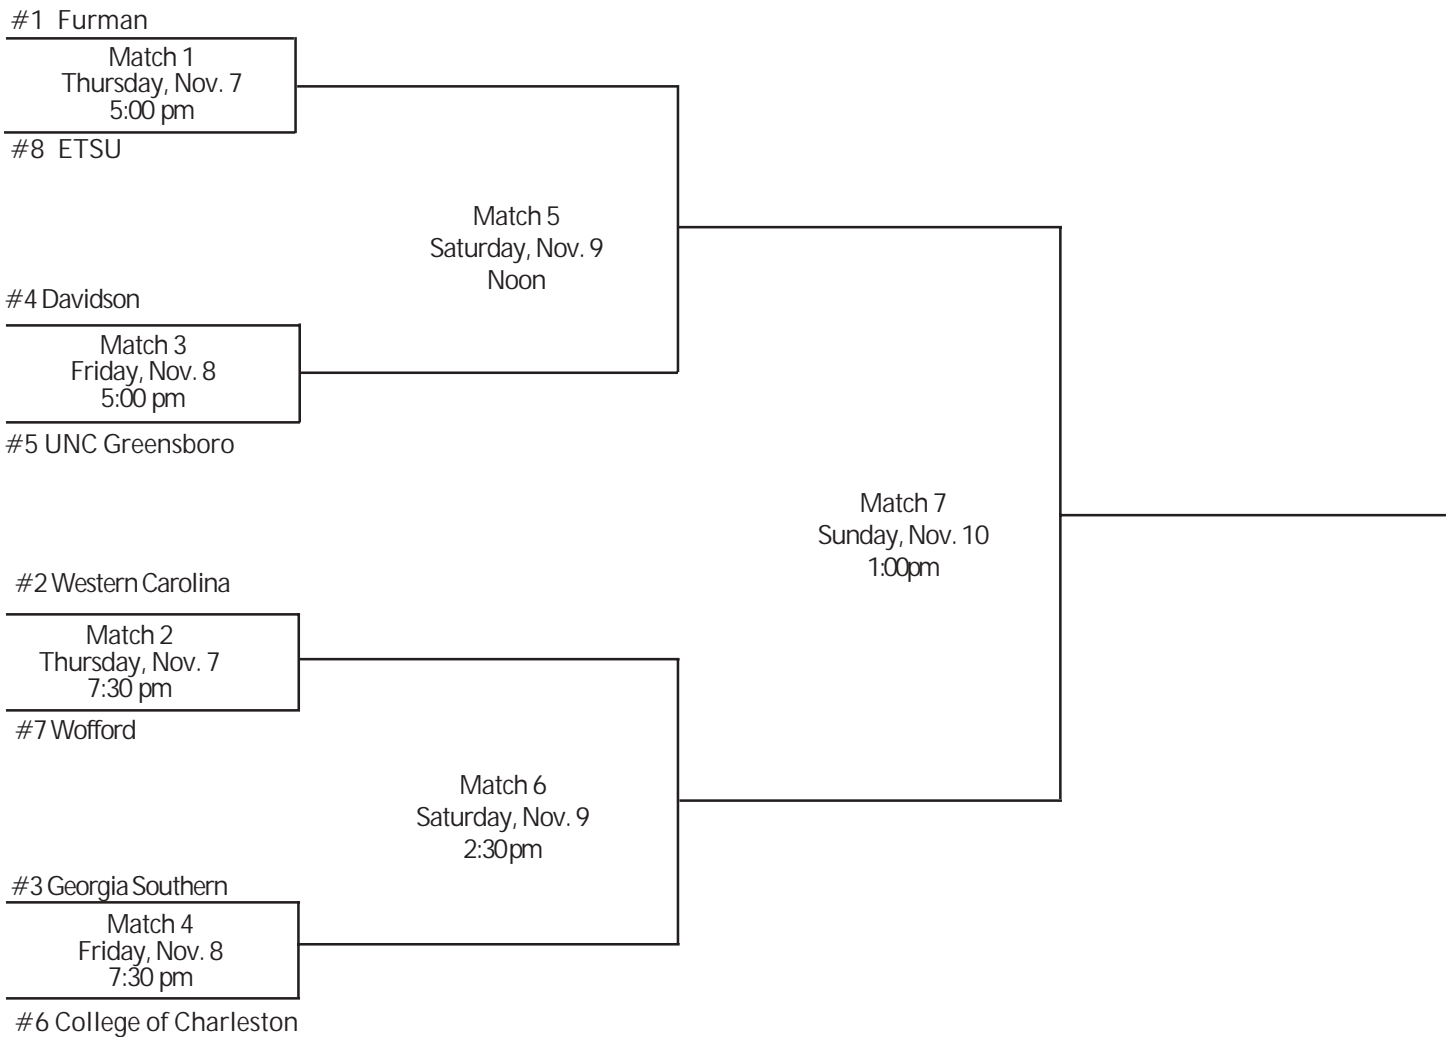 #1 Furman
Match 1
Thursday, Nov. 7
5:00 pm
#8 ETSU
Match 5
Saturday, Nov. 9
Noon
#4 Davidson
Match 3
Friday, Nov. 8
5:00 pm
#5 UNC Greensboro
Match 7
Sunday, Nov. 10
1:00pm
#2 Western Carolina
Match 2
Thursday, Nov. 7
7:30 pm
#7 Wofford
Match 6
Saturday, Nov. 9
2:30pm
#3 Georgia Southern
Match 4
Friday, Nov. 8
7:30 pm
#6 College of Charleston